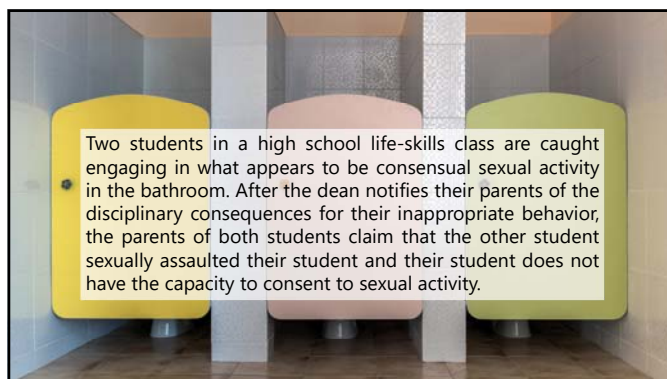 Two students in a high school life-skills class are caught
engaging in what appears to be consensual sexual activity
in the bathroom. After the dean notifies their parents of the
disciplinary consequences for their inappropriate behavior,
the parents of both students claim that the other student
sexually assaulted their student and their student does not
have the capacity to consent to sexual activity.